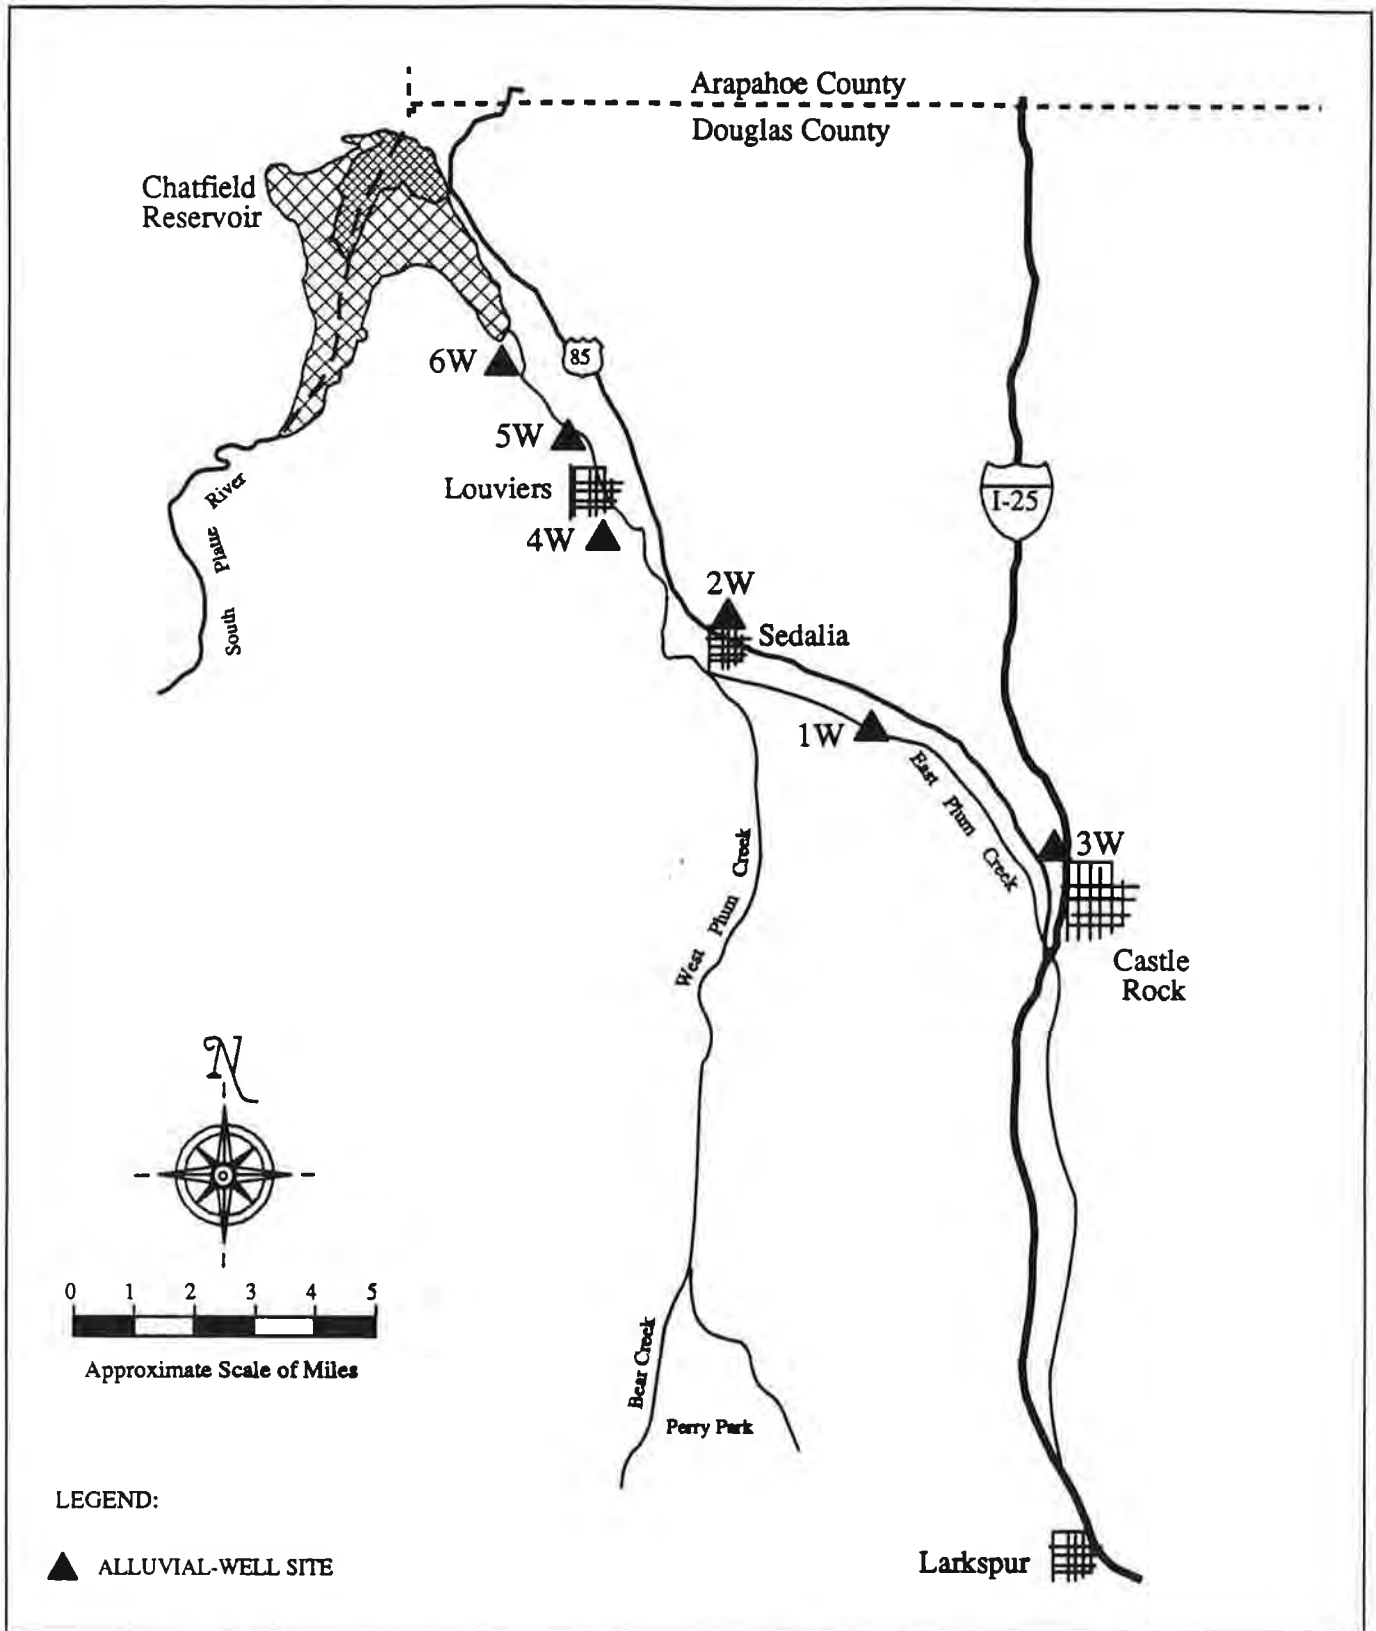 Arapahoe County
Douglas County
Chatfield
Reservoir
85
6W
5W
Louviers
4W
I-25
South Platte River
2W
Sedalia
1W
East Plum Creek
3W
West Plum Creek
Castle
Rock
N
0 1 2 3 4 5
Approximate Scale of Miles
Bear Creek
Perry Park
LEGEND:
ALLUVIAL-WELL SITE
Larkspur